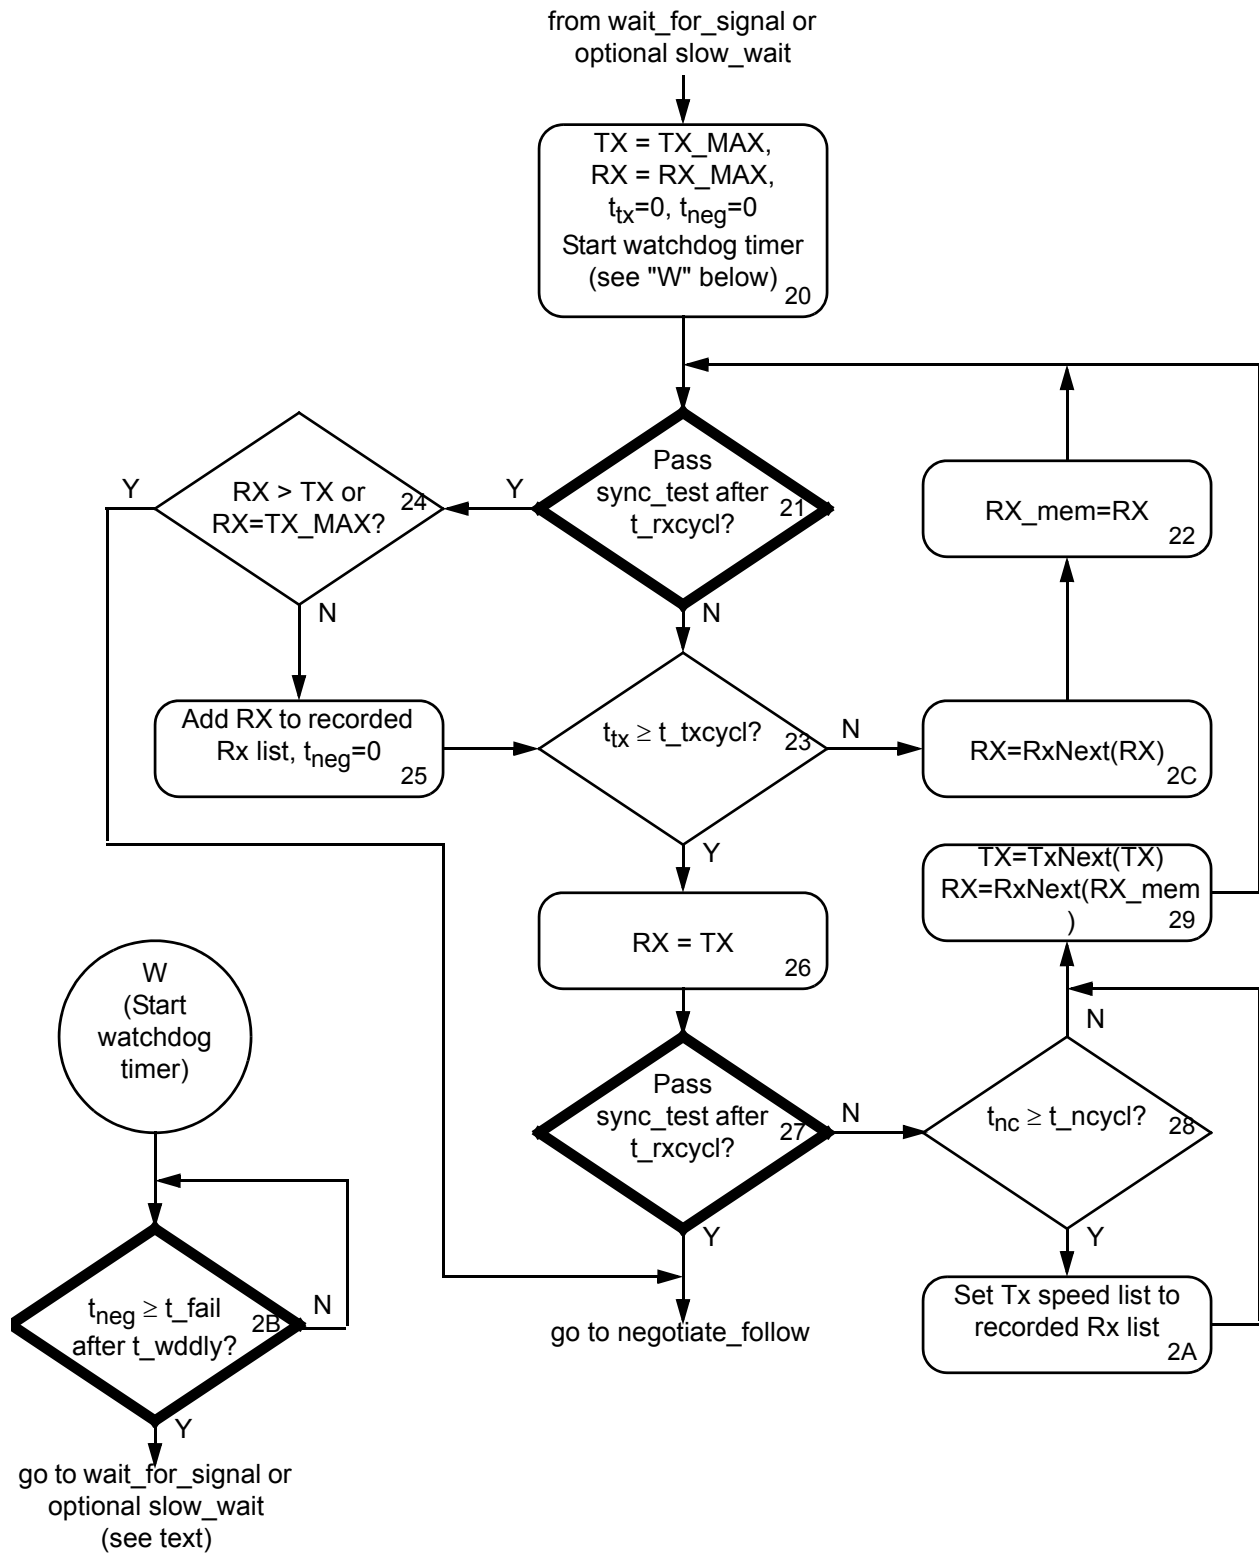 from wait_for_signal or
optional slow_wait
TX = TX_MAX,
RX = RX_MAX,
ttx=0, tneg=0
Start watchdog timer
(see "W" below)
20
Pass
sync_test after
t_rxcycl?
21
Y
N
RX > TX or
RX=TX_MAX?
24
Y
N
RX_mem=RX
22
Add RX to recorded
Rx list, tneg=0
25
ttx ≥ t_txcycl?
23
N
Y
RX=RxNext(RX)
2C
TX=TxNext(TX)
RX=RxNext(RX_mem
)
29
RX = TX
26
W
(Start
watchdog
timer)
Pass
sync_test after
t_rxcycl?
27
N
Y
tnc ≥ t_ncycl?
28
N
Y
Set Tx speed list to
recorded Rx list
2A
tneg ≥ t_fail
after t_wddly?
2B
N
Y
go to negotiate_follow
go to wait_for_signal or
optional slow_wait
(see text)